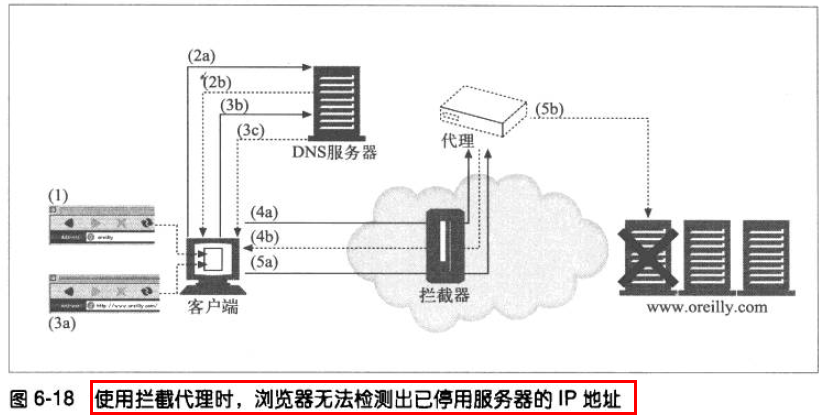 (2a)
(2b)
(3b)
(3c)
DNS服务器
代理
(5b)
(1)
oreilly
(4a)
(4b)
(5a)
客户端
拦截器
www.oreilly.com
http://www.oreilly.com/
(3a)
图 6-18 使用拦截代理时，浏览器无法检测出已停用服务器的 IP 地址